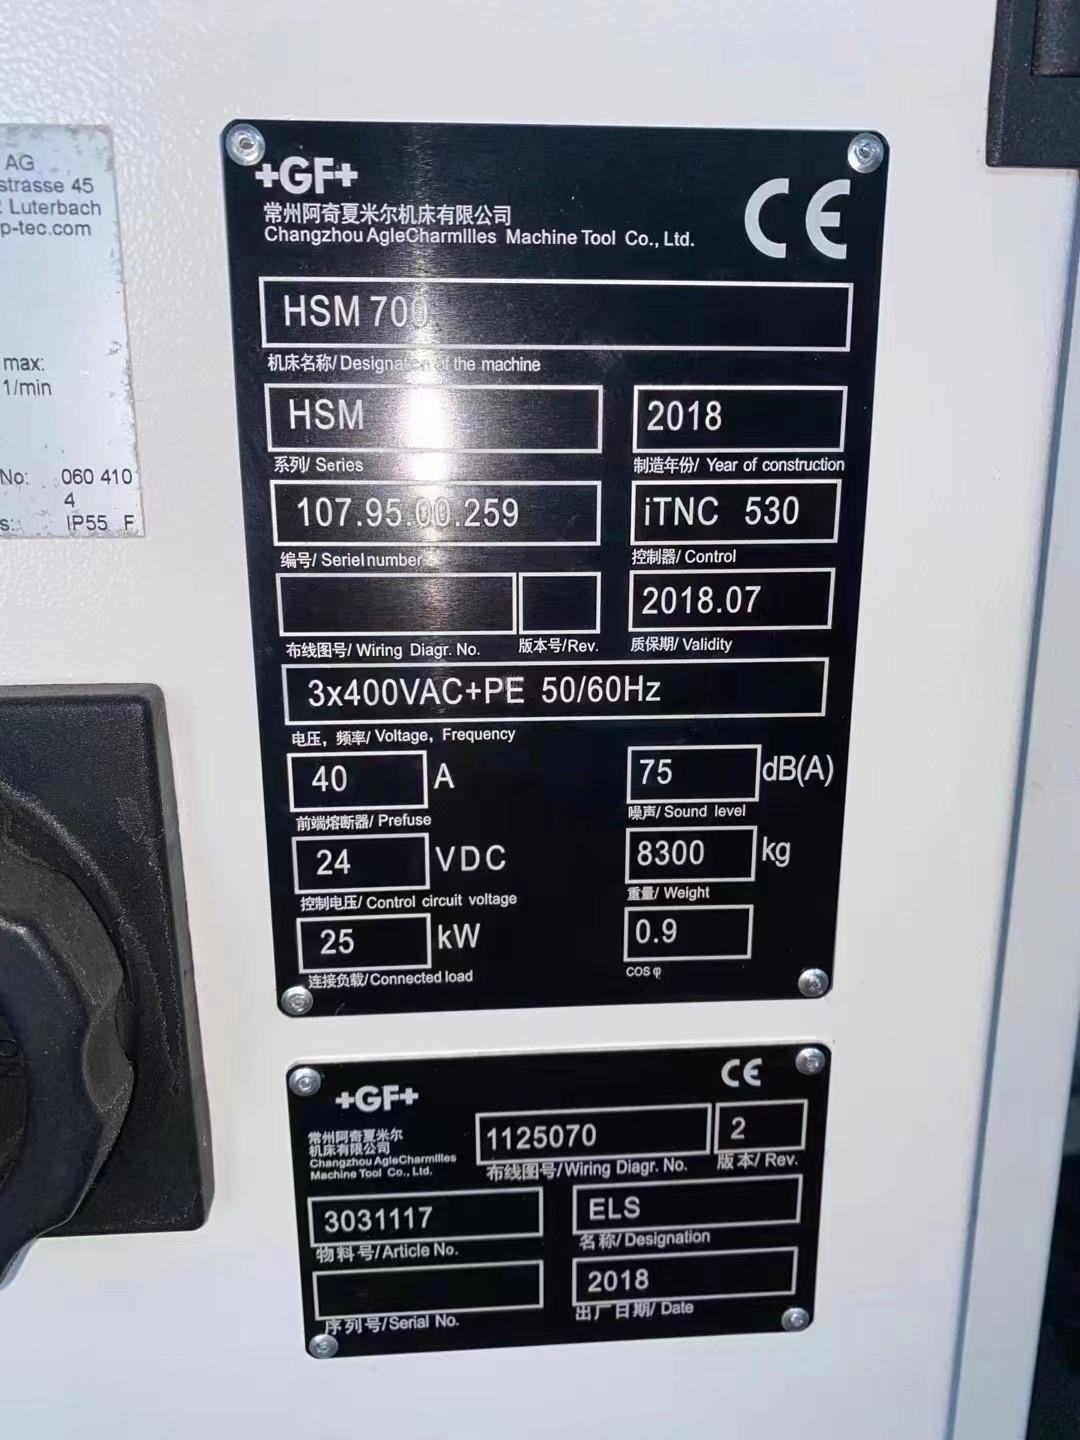 AG
strasse 45
Luterbach
p-tec.com
max:
1/min
No: 060 410
4
s: IP55 F
+GF+
CE
常州阿奇夏米尔机床有限公司
Changzhou AgieCharmllles Machine Tool Co., Ltd.
HSM 700
机床名称/ Designation of the machine
HSM
2018
系列/ Series
制造年份/ Year of construction
107.95.00.259
iTNC 530
编号/ Seriel number
控制器/ Control
2018.07
布线图号/ Wiring Diagr. No.
版本号/Rev.
质保期/ Validity
3x400VAC+PE 50/60Hz
电压，频率/ Voltage, Frequency
40 A
75 dB(A)
前端熔断器/ Prefuse
噪声/ Sound level
24 VDC
8300 kg
控制电压/ Control circuit voltage
重量/ Weight
25 kW
0.9
连接负载/Connected load
cos φ
+GF+
CE
常州阿奇夏米尔
机床有限公司
Changzhou AgieCharmllles
Machine Tool Co., Ltd.
1125070
2
布线图号/Wiring Diagr. No.
版本/ Rev.
3031117
ELS
物料号/Article No.
名称/Designation
2018
序列号/Serial No.
出厂日期/ Date